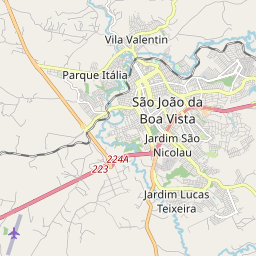 Vila Valentin
Parque Itália
São João da
Boa Vista
Jardim São
Nicolau
224A
223
Jardim Lucas
Teixeira